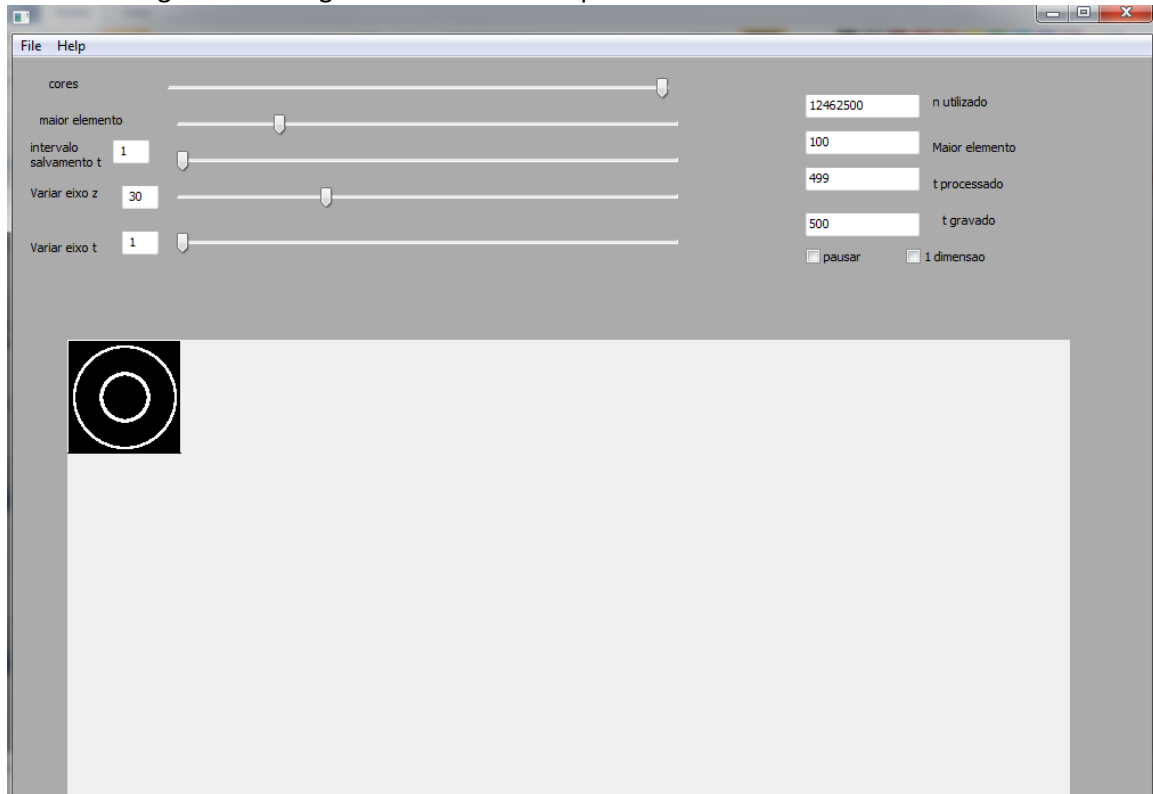 File Help
cores
maior elemento
intervalo
salvamento t 1
Variar eixo z 30
Variar eixo t 1
12462500 n utilizado
100 Maior elemento
499 t processado
500 t gravado
pausar 1 dimensao